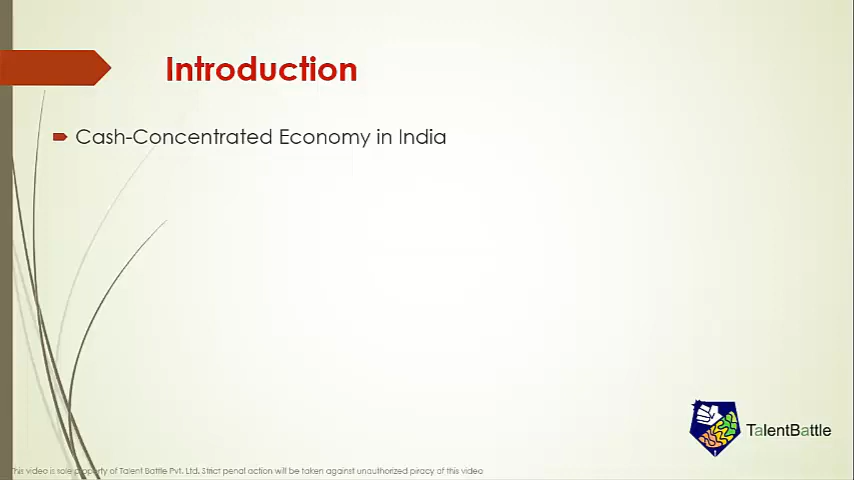 Introduction
Cash-Concentrated Economy in India
TalentBattle
This video is sole property of Talent Battle Pvt. Ltd. Strict penal action will be taken against unauthorized piracy of this video